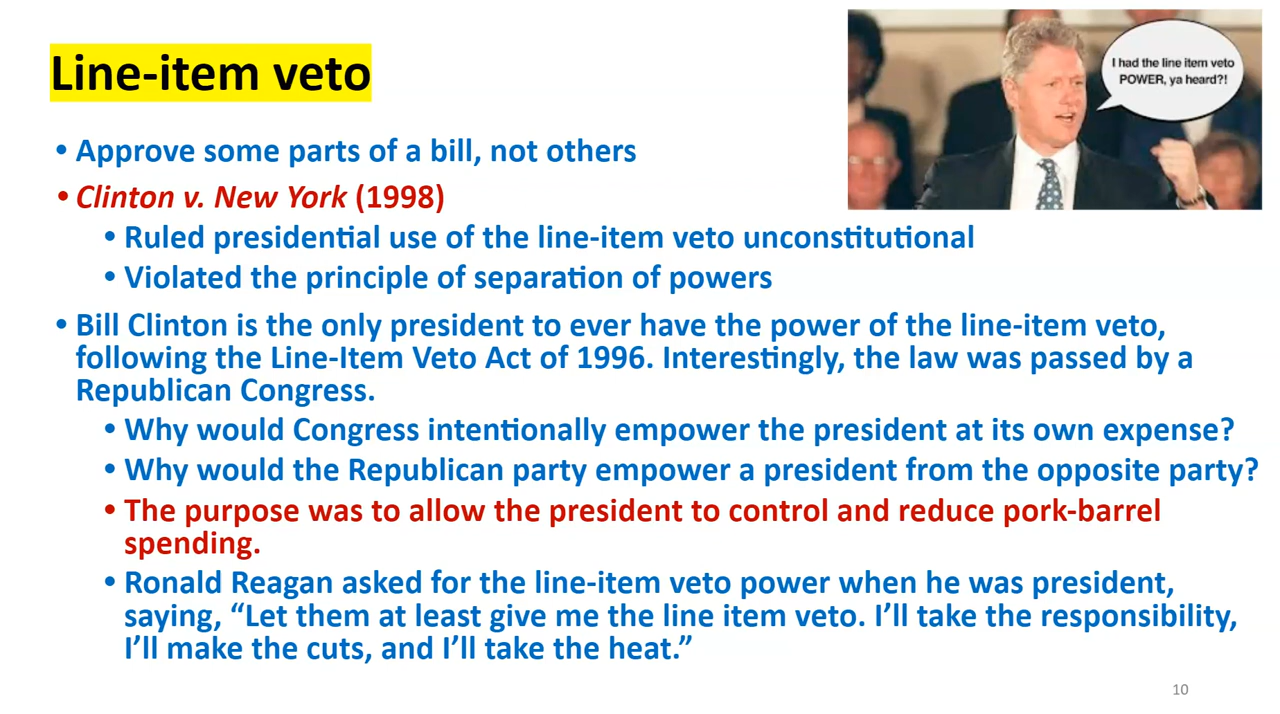 Line-item veto
I had the line item veto
POWER, ya heard?!
• Approve some parts of a bill, not others
• Clinton v. New York (1998)
• Ruled presidential use of the line-item veto unconstitutional
• Violated the principle of separation of powers
• Bill Clinton is the only president to ever have the power of the line-item veto,
following the Line-Item Veto Act of 1996. Interestingly, the law was passed by a
Republican Congress.
• Why would Congress intentionally empower the president at its own expense?
• Why would the Republican party empower a president from the opposite party?
• The purpose was to allow the president to control and reduce pork-barrel
spending.
• Ronald Reagan asked for the line-item veto power when he was president,
saying, “Let them at least give me the line item veto. I’ll take the responsibility,
I’ll make the cuts, and I’ll take the heat.”
10